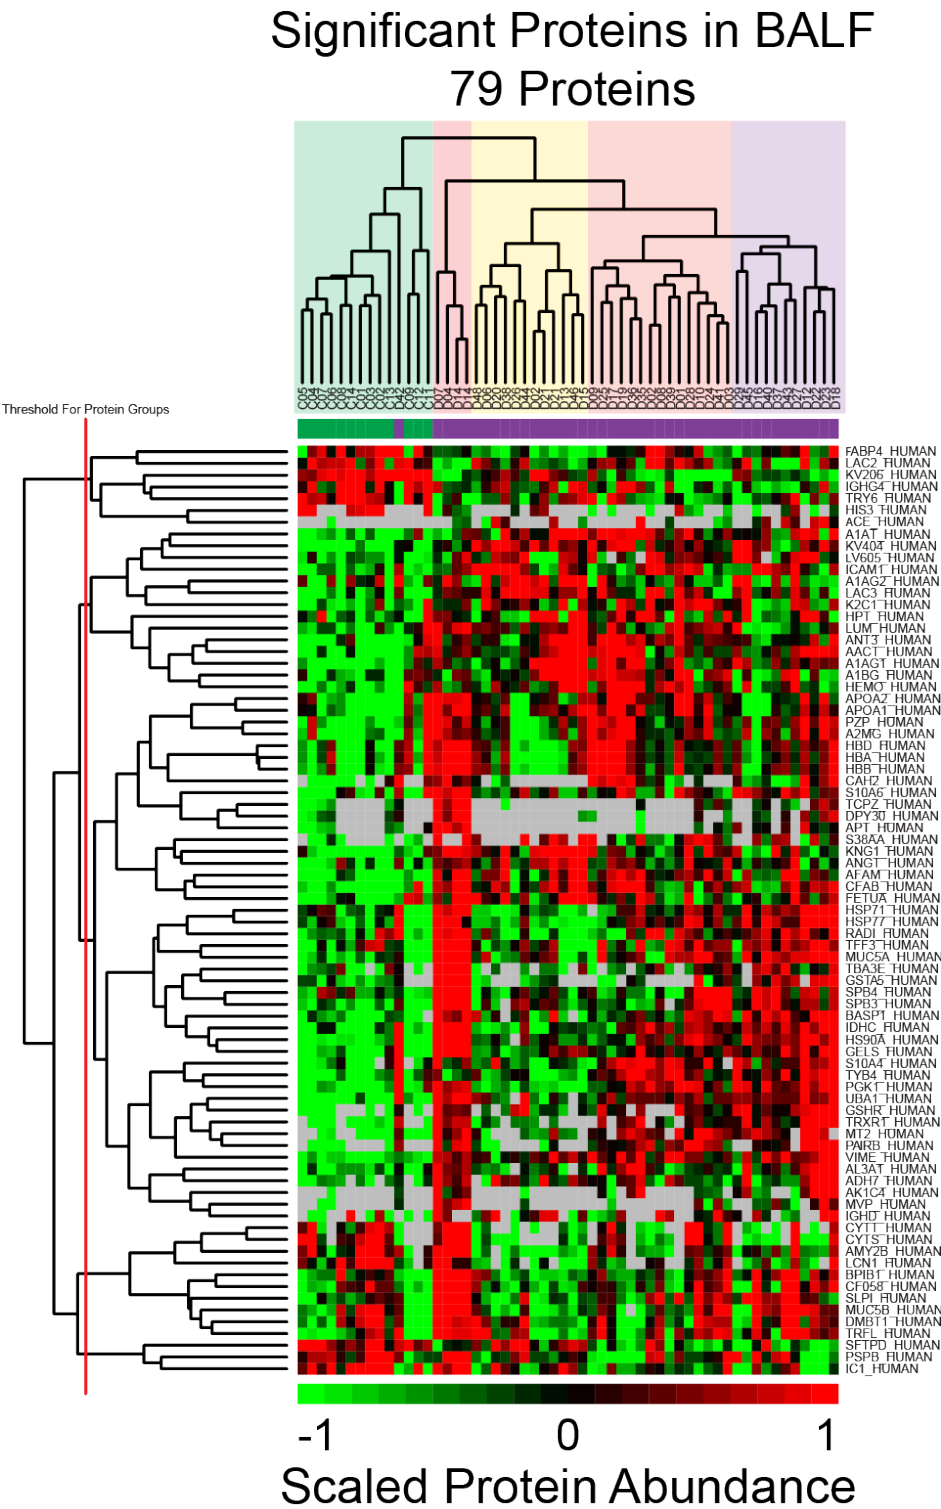 Significant Proteins in BALF
79 Proteins
Threshold For Protein Groups
FABP4_HUMAN
LAC2_HUMAN
KV206_HUMAN
IGHG4_HUMAN
TRY6_HUMAN
HIS3_HUMAN
ACE_HUMAN
A1AT_HUMAN
KV404_HUMAN
LV605_HUMAN
ICAM1_HUMAN
A1AG2_HUMAN
LAC3_HUMAN
K2C1_HUMAN
HPT_HUMAN
LUM_HUMAN
ANT3_HUMAN
AACT_HUMAN
A1AG1_HUMAN
A1BG_HUMAN
HEMO_HUMAN
APOA2_HUMAN
APOA1_HUMAN
PZP_HUMAN
A2MG_HUMAN
HBD_HUMAN
HBA_HUMAN
HBB_HUMAN
CAH2_HUMAN
S10A6_HUMAN
TCPZ_HUMAN
DPY30_HUMAN
APT_HUMAN
S38AA_HUMAN
KNG1_HUMAN
ANGT_HUMAN
AFAM_HUMAN
CFAB_HUMAN
FETUA_HUMAN
HSP71_HUMAN
HSP77_HUMAN
RADI_HUMAN
TFF3_HUMAN
MUC5A_HUMAN
TBA3E_HUMAN
GSTA5_HUMAN
SPB4_HUMAN
SPB3_HUMAN
BASP1_HUMAN
IDHC_HUMAN
HS90A_HUMAN
GELS_HUMAN
S10A4_HUMAN
TYB4_HUMAN
PGK1_HUMAN
UBA1_HUMAN
GSHR_HUMAN
TRXR1_HUMAN
MT2_HUMAN
PAIRB_HUMAN
VIME_HUMAN
AL3A1_HUMAN
ADH7_HUMAN
AK1C4_HUMAN
MVP_HUMAN
IGHD_HUMAN
CYTT_HUMAN
CYTS_HUMAN
AMY2B_HUMAN
LCN1_HUMAN
BPIB1_HUMAN
CF058_HUMAN
SLPI_HUMAN
MUC5B_HUMAN
DMBT1_HUMAN
TRFL_HUMAN
SFTPD_HUMAN
PSPB_HUMAN
IC1_HUMAN
-1 0 1
Scaled Protein Abundance